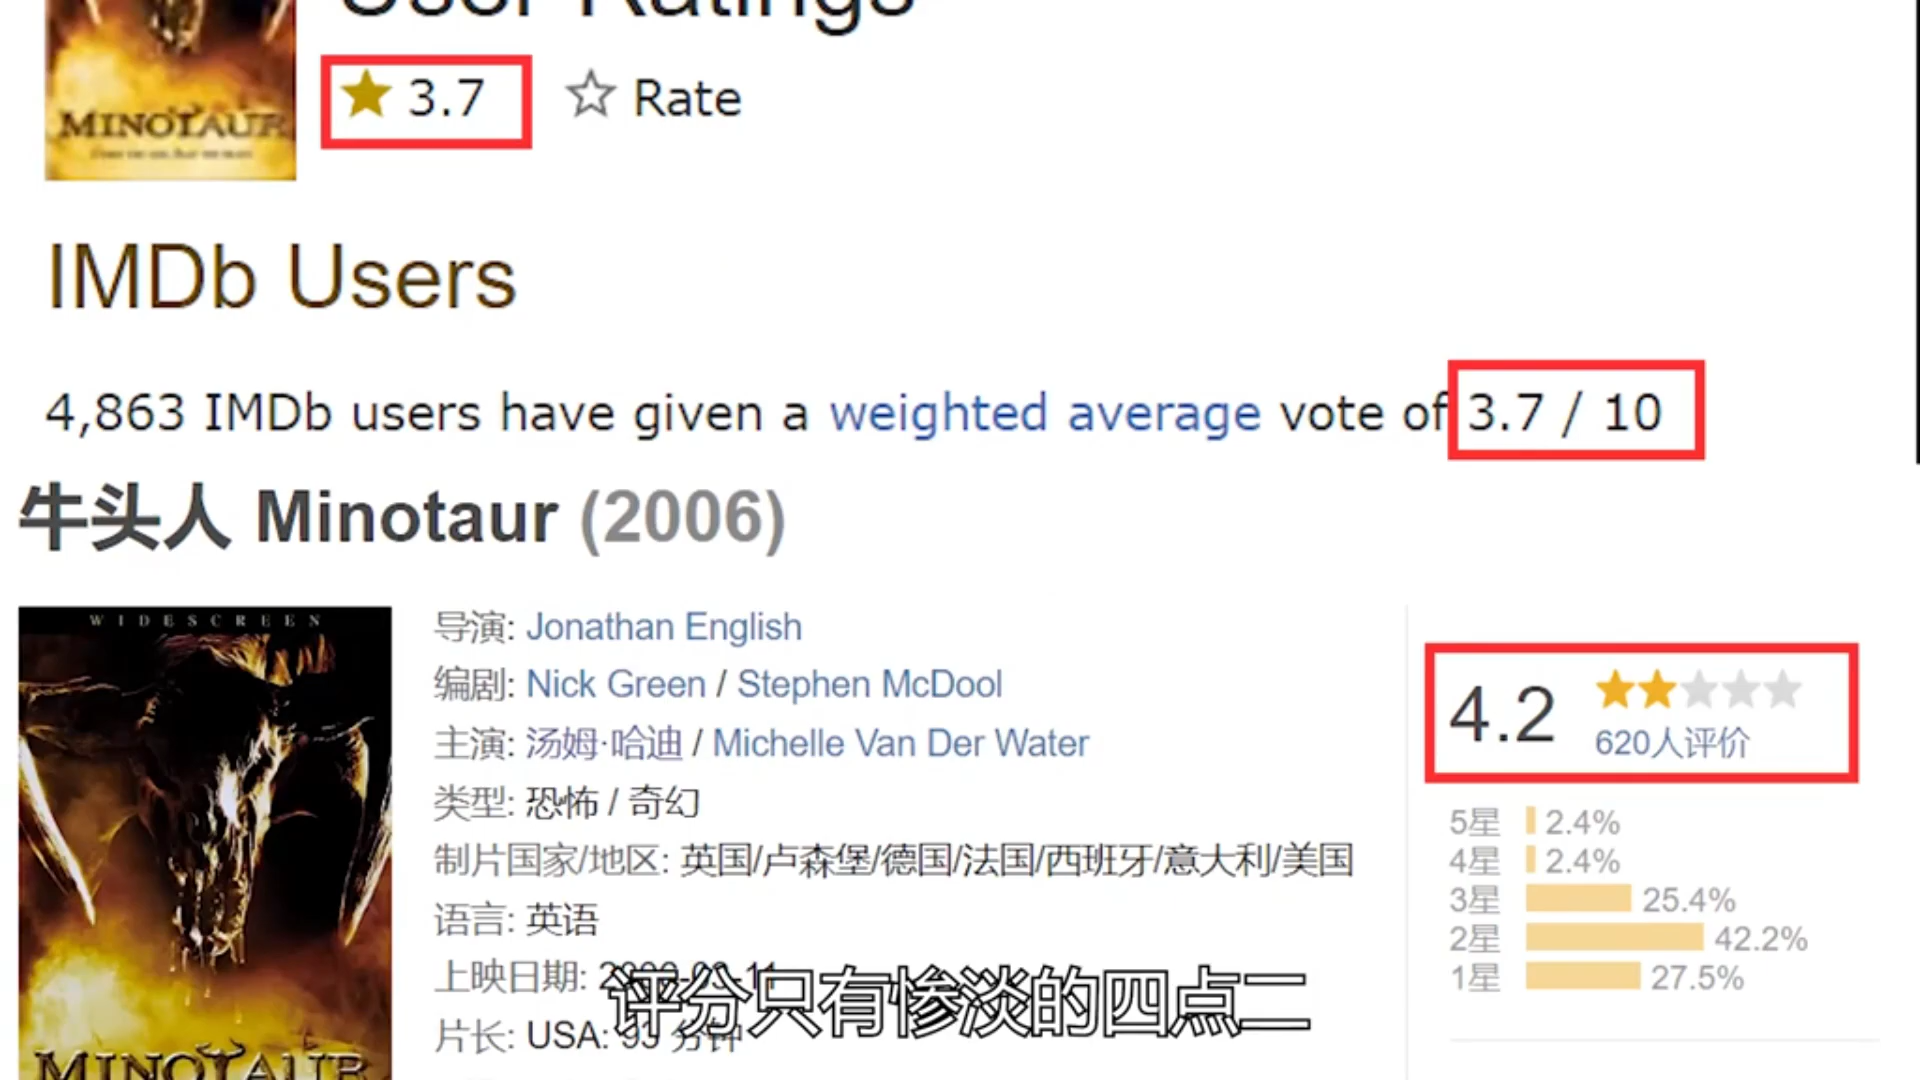 User Ratings
3.7 Rate
MINOTAUR
IMDb Users
4,863 IMDb users have given a weighted average vote of 3.7 / 10
牛头人 Minotaur (2006)
WIDESCREEN
导演: Jonathan English
编剧: Nick Green / Stephen McDool
主演: 汤姆·哈迪 / Michelle Van Der Water
类型: 恐怖 / 奇幻
制片国家/地区: 英国/卢森堡/德国/法国/西班牙/意大利/美国
语言: 英语
上映日期:
片长: USA: 93 分钟
MINOTAUR
4.2
620人评价
5星 2.4%
4星 2.4%
3星 25.4%
2星 42.2%
1星 27.5%
评分只有惨淡的四点二